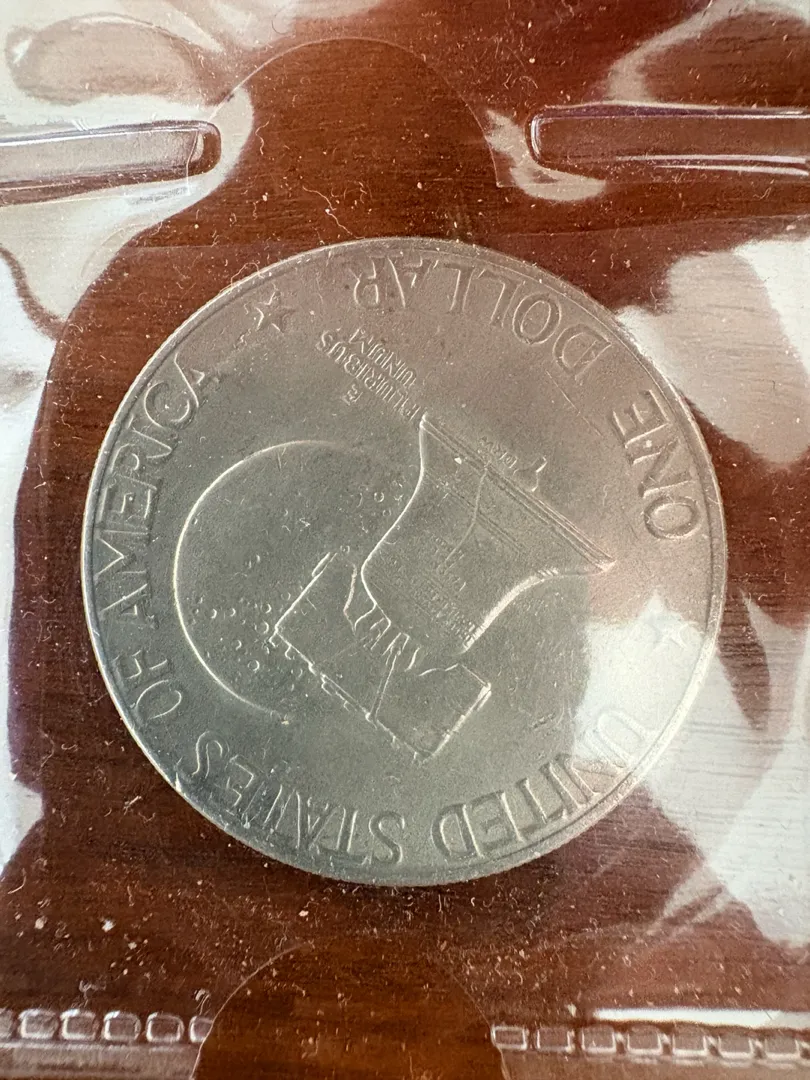 UNITED STATES OF AMERICA
E
PLURIBUS
UNUM
ONE DOLLAR